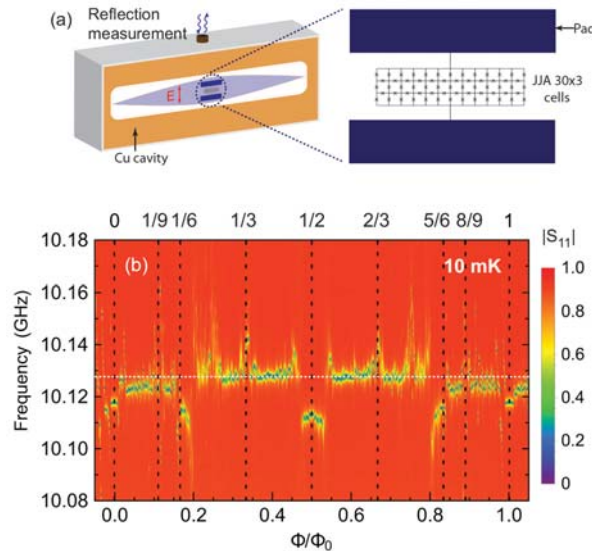 (a)
Reflection
measurement
E
Cu cavity
JJA 30x3
cells
0 1/9 1/6 1/3 1/2 2/3 5/6 8/9 1
|S11|
(b)
10 mK
Frequency (GHz)
10.18
10.16
10.14
10.12
10.10
10.08
0.0 0.2 0.4 0.6 0.8 1.0
Φ/Φ0
1.0
0.8
0.6
0.4
0.2
0